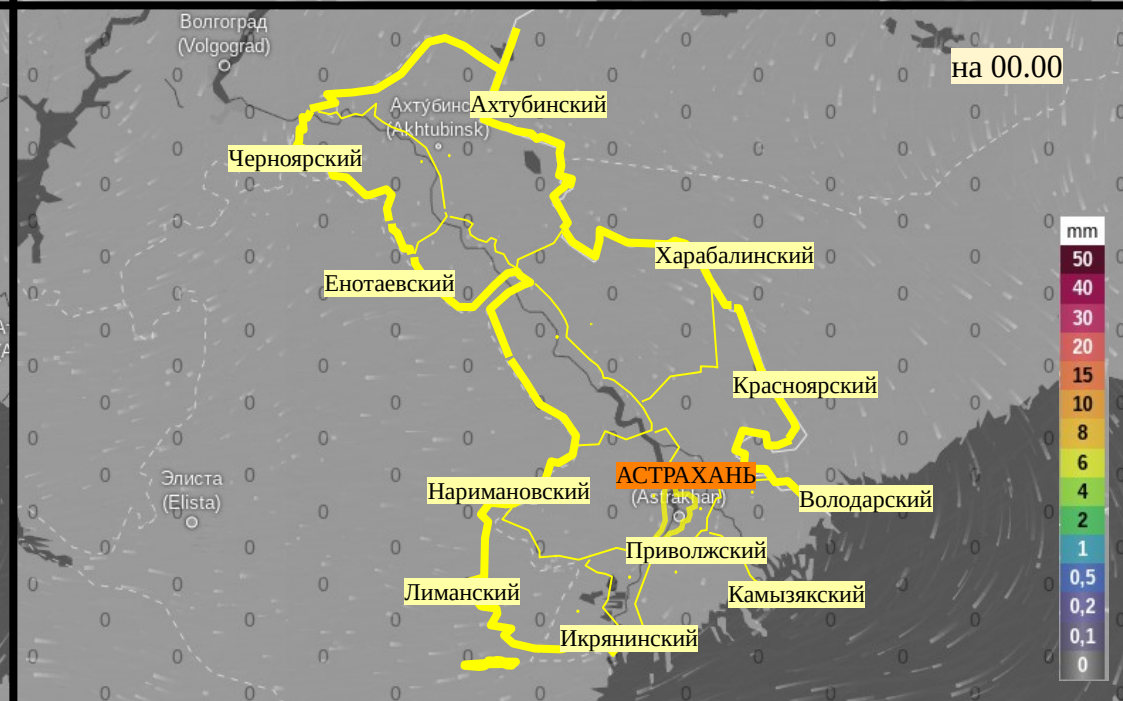 Волгоград
(Volgograd)
на 00.00
Ахту́бинс
Ахтубинский
(Akhtubinsk)
Черноярский
mm
50
40
30
20
15
10
8
6
4
2
1
0,5
0,2
0,1
0
Харабалинский
Енотаевский
Красноярский
Элиста
(Elista)
АСТРАХАНЬ
(Astrakhan)
Наримановский
Володарский
Приволжский
Лиманский
Камызякский
Икрянинский